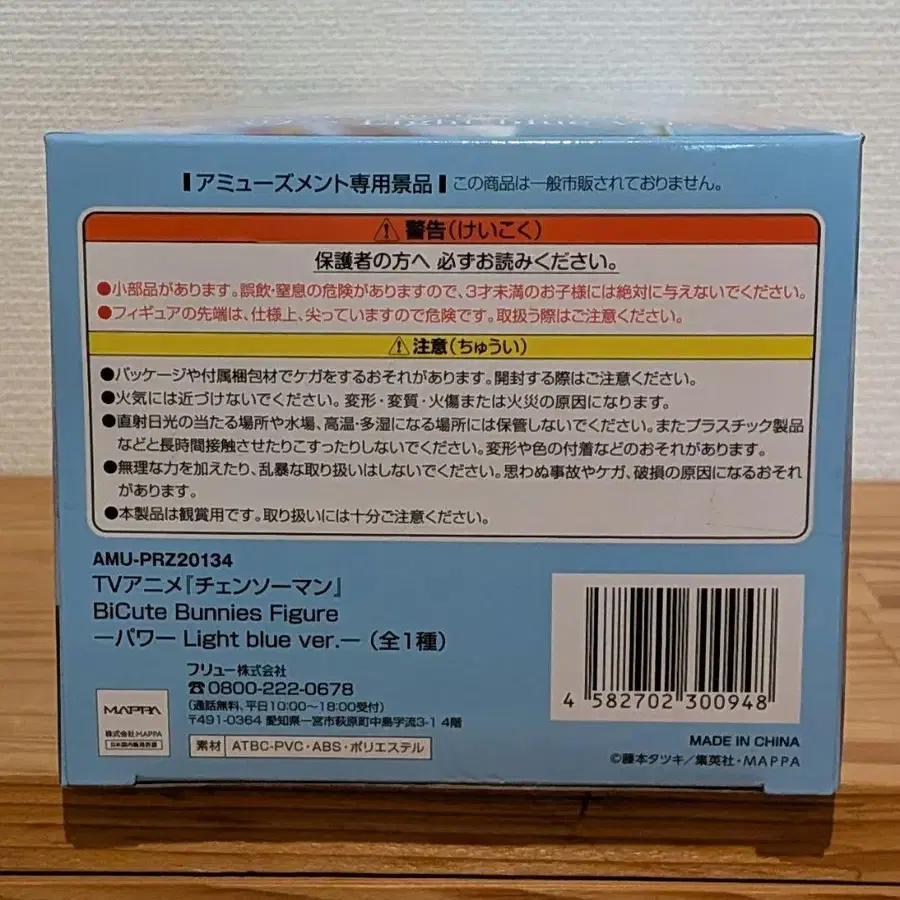 アミューズメント専用景品 この商品は一般市販されておりません。
警告(けいこく)
保護者の方へ 必ずお読みください。
●小部品があります。誤飲・窒息の危険がありますので、3才未満のお子様には絶対に与えないでください。
●フィギュアの先端は、仕様上、尖っていますので危険です。取扱う際はご注意ください。
注意(ちゅうい)
●パッケージや付属梱包材でケガをするおそれがあります。開封する際はご注意ください。
●火気には近づけないでください。変形・変質・火傷または火災の原因になります。
●直射日光の当たる場所や水場、高温・多湿になる場所には保管しないでください。またプラスチック製品
などと長時間接触させたりこすったりしないでください。変形や色の付着などのおそれがあります。
●無理な力を加えたり、乱暴な取り扱いはしないでください。思わぬ事故やケガ、破損の原因になるおそれ
があります。
●本製品は観賞用です。取り扱いには十分ご注意ください。
AMU-PRZ20134
TVアニメ『チェンソーマン』
BiCute Bunnies Figure
ーパワー Light blue ver.ー（全1種）
フリュー株式会社
☎0800-222-0678
(通話無料、平日10:00〜18:00受付)
〒491-0364 愛知県一宮市萩原町中島字流3-1 4階
MAPPA
株式会社MAPPA
日本国内販売許諾
素材 ATBC-PVC・ABS・ポリエステル
4 582702 300948
MADE IN CHINA
©藤本タツキ／集英社・MAPPA